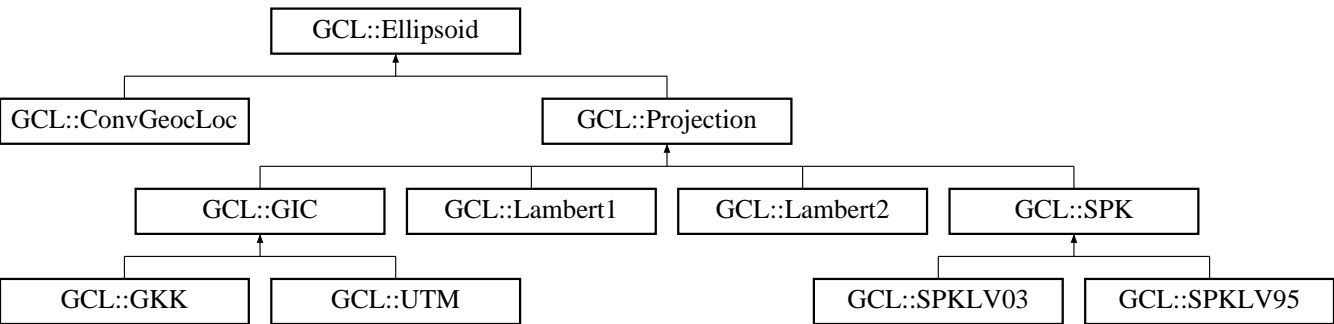 GCL::Ellipsoid
GCL::ConvGeocLoc
GCL::Projection
GCL::GIC
GCL::Lambert1
GCL::Lambert2
GCL::SPK
GCL::GKK
GCL::UTM
GCL::SPKLV03
GCL::SPKLV95